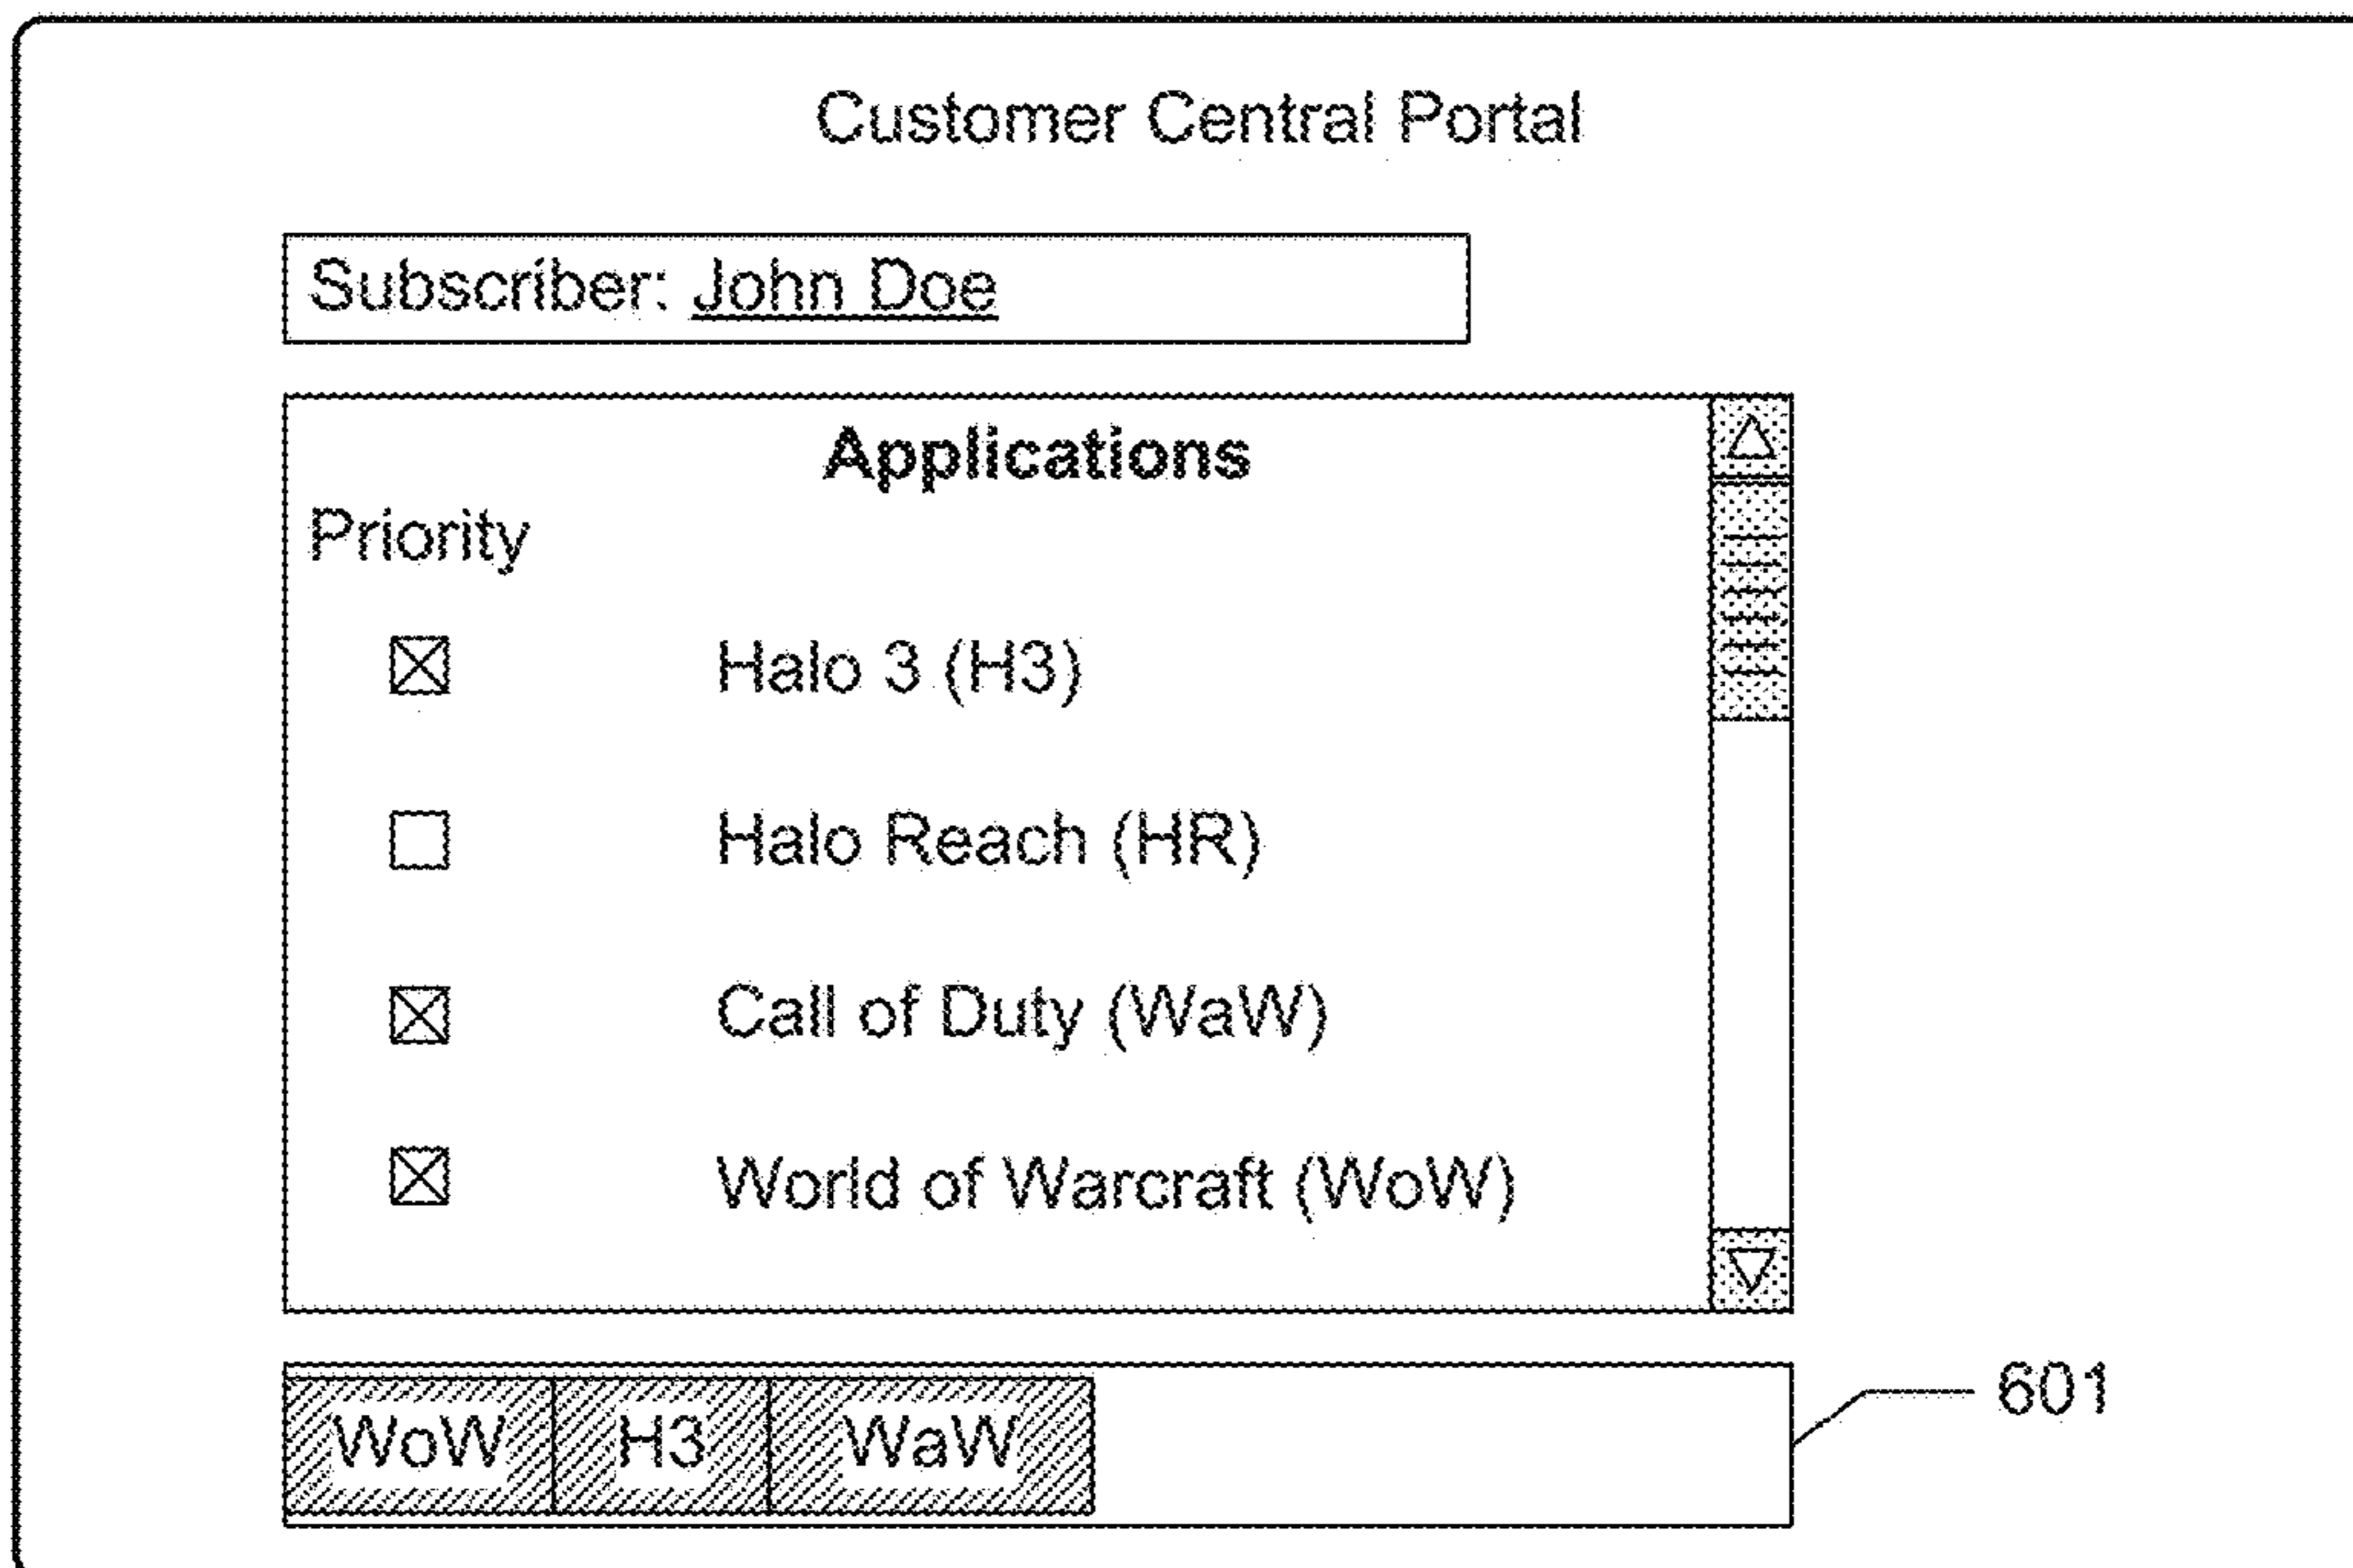 Customer Central Portal
Subscriber: John Doe
Applications
Priority
Halo 3 (H3)
Halo Reach (HR)
Call of Duty (WaW)
World of Warcraft (WoW)
WoW H3 WaW
601